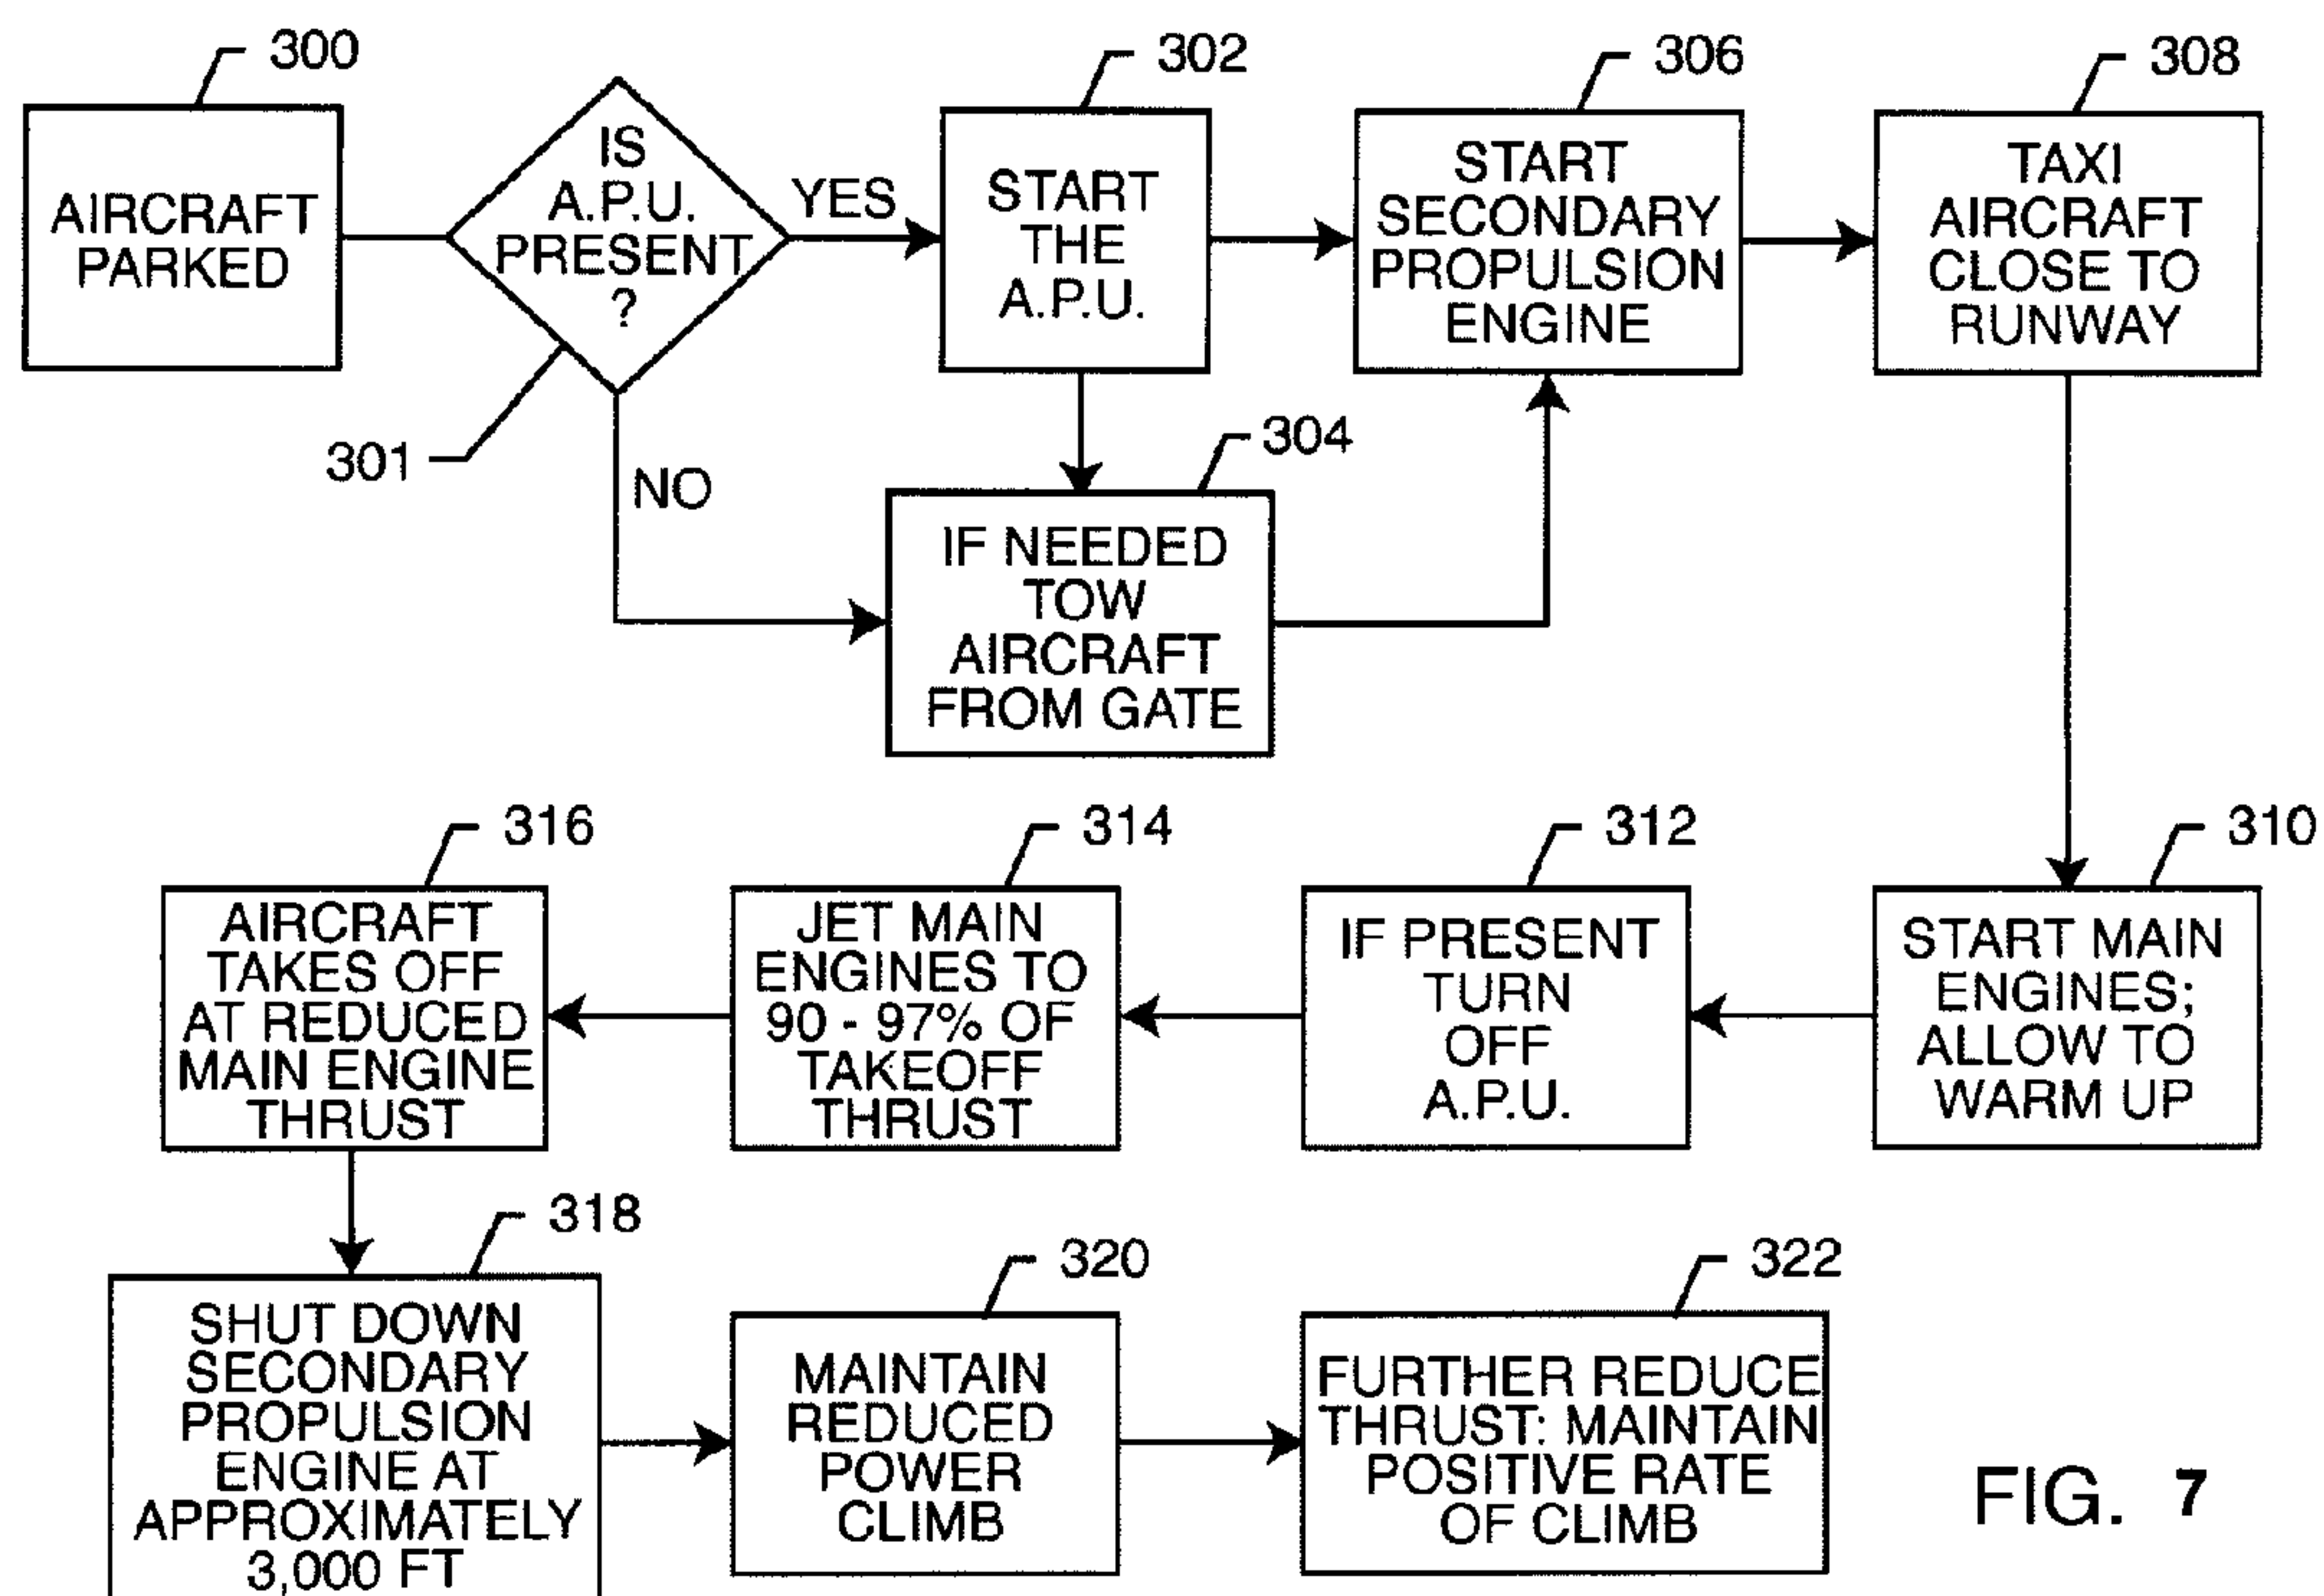 300
AIRCRAFT
PARKED
IS
A.P.U.
PRESENT
?
301
YES
NO
302
START
THE
A.P.U.
304
IF NEEDED
TOW
AIRCRAFT
FROM GATE
306
START
SECONDARY
PROPULSION
ENGINE
308
TAXI
AIRCRAFT
CLOSE TO
RUNWAY
310
START MAIN
ENGINES;
ALLOW TO
WARM UP
312
IF PRESENT
TURN
OFF
A.P.U.
314
JET MAIN
ENGINES TO
90 - 97% OF
TAKEOFF
THRUST
316
AIRCRAFT
TAKES OFF
AT REDUCED
MAIN ENGINE
THRUST
318
SHUT DOWN
SECONDARY
PROPULSION
ENGINE AT
APPROXIMATELY
3,000 FT
320
MAINTAIN
REDUCED
POWER
CLIMB
322
FURTHER REDUCE
THRUST: MAINTAIN
POSITIVE RATE
OF CLIMB
FIG. 7